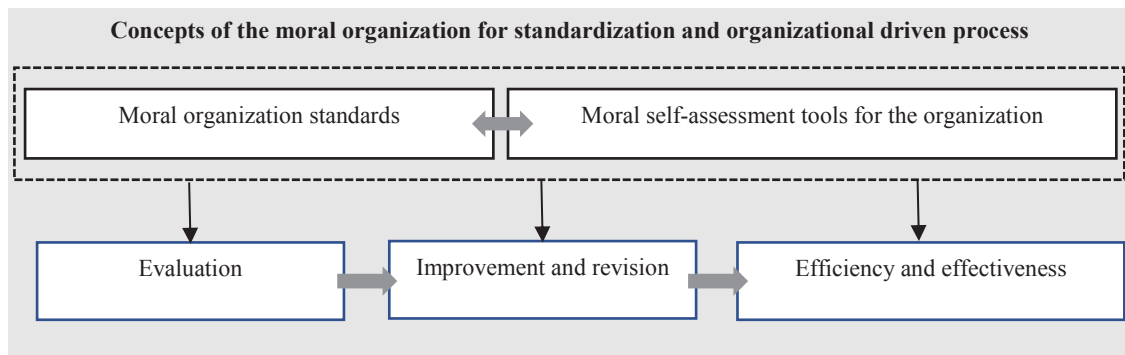 Concepts of the moral organization for standardization and organizational driven process
Moral organization standards
Moral self-assessment tools for the organization
Evaluation
Improvement and revision
Efficiency and effectiveness